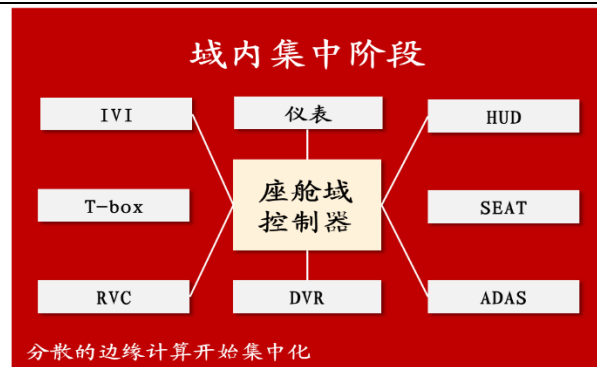 域内集中阶段
IVI
仪表
HUD
T-box
座舱域
控制器
SEAT
RVC
DVR
ADAS
分散的边缘计算开始集中化